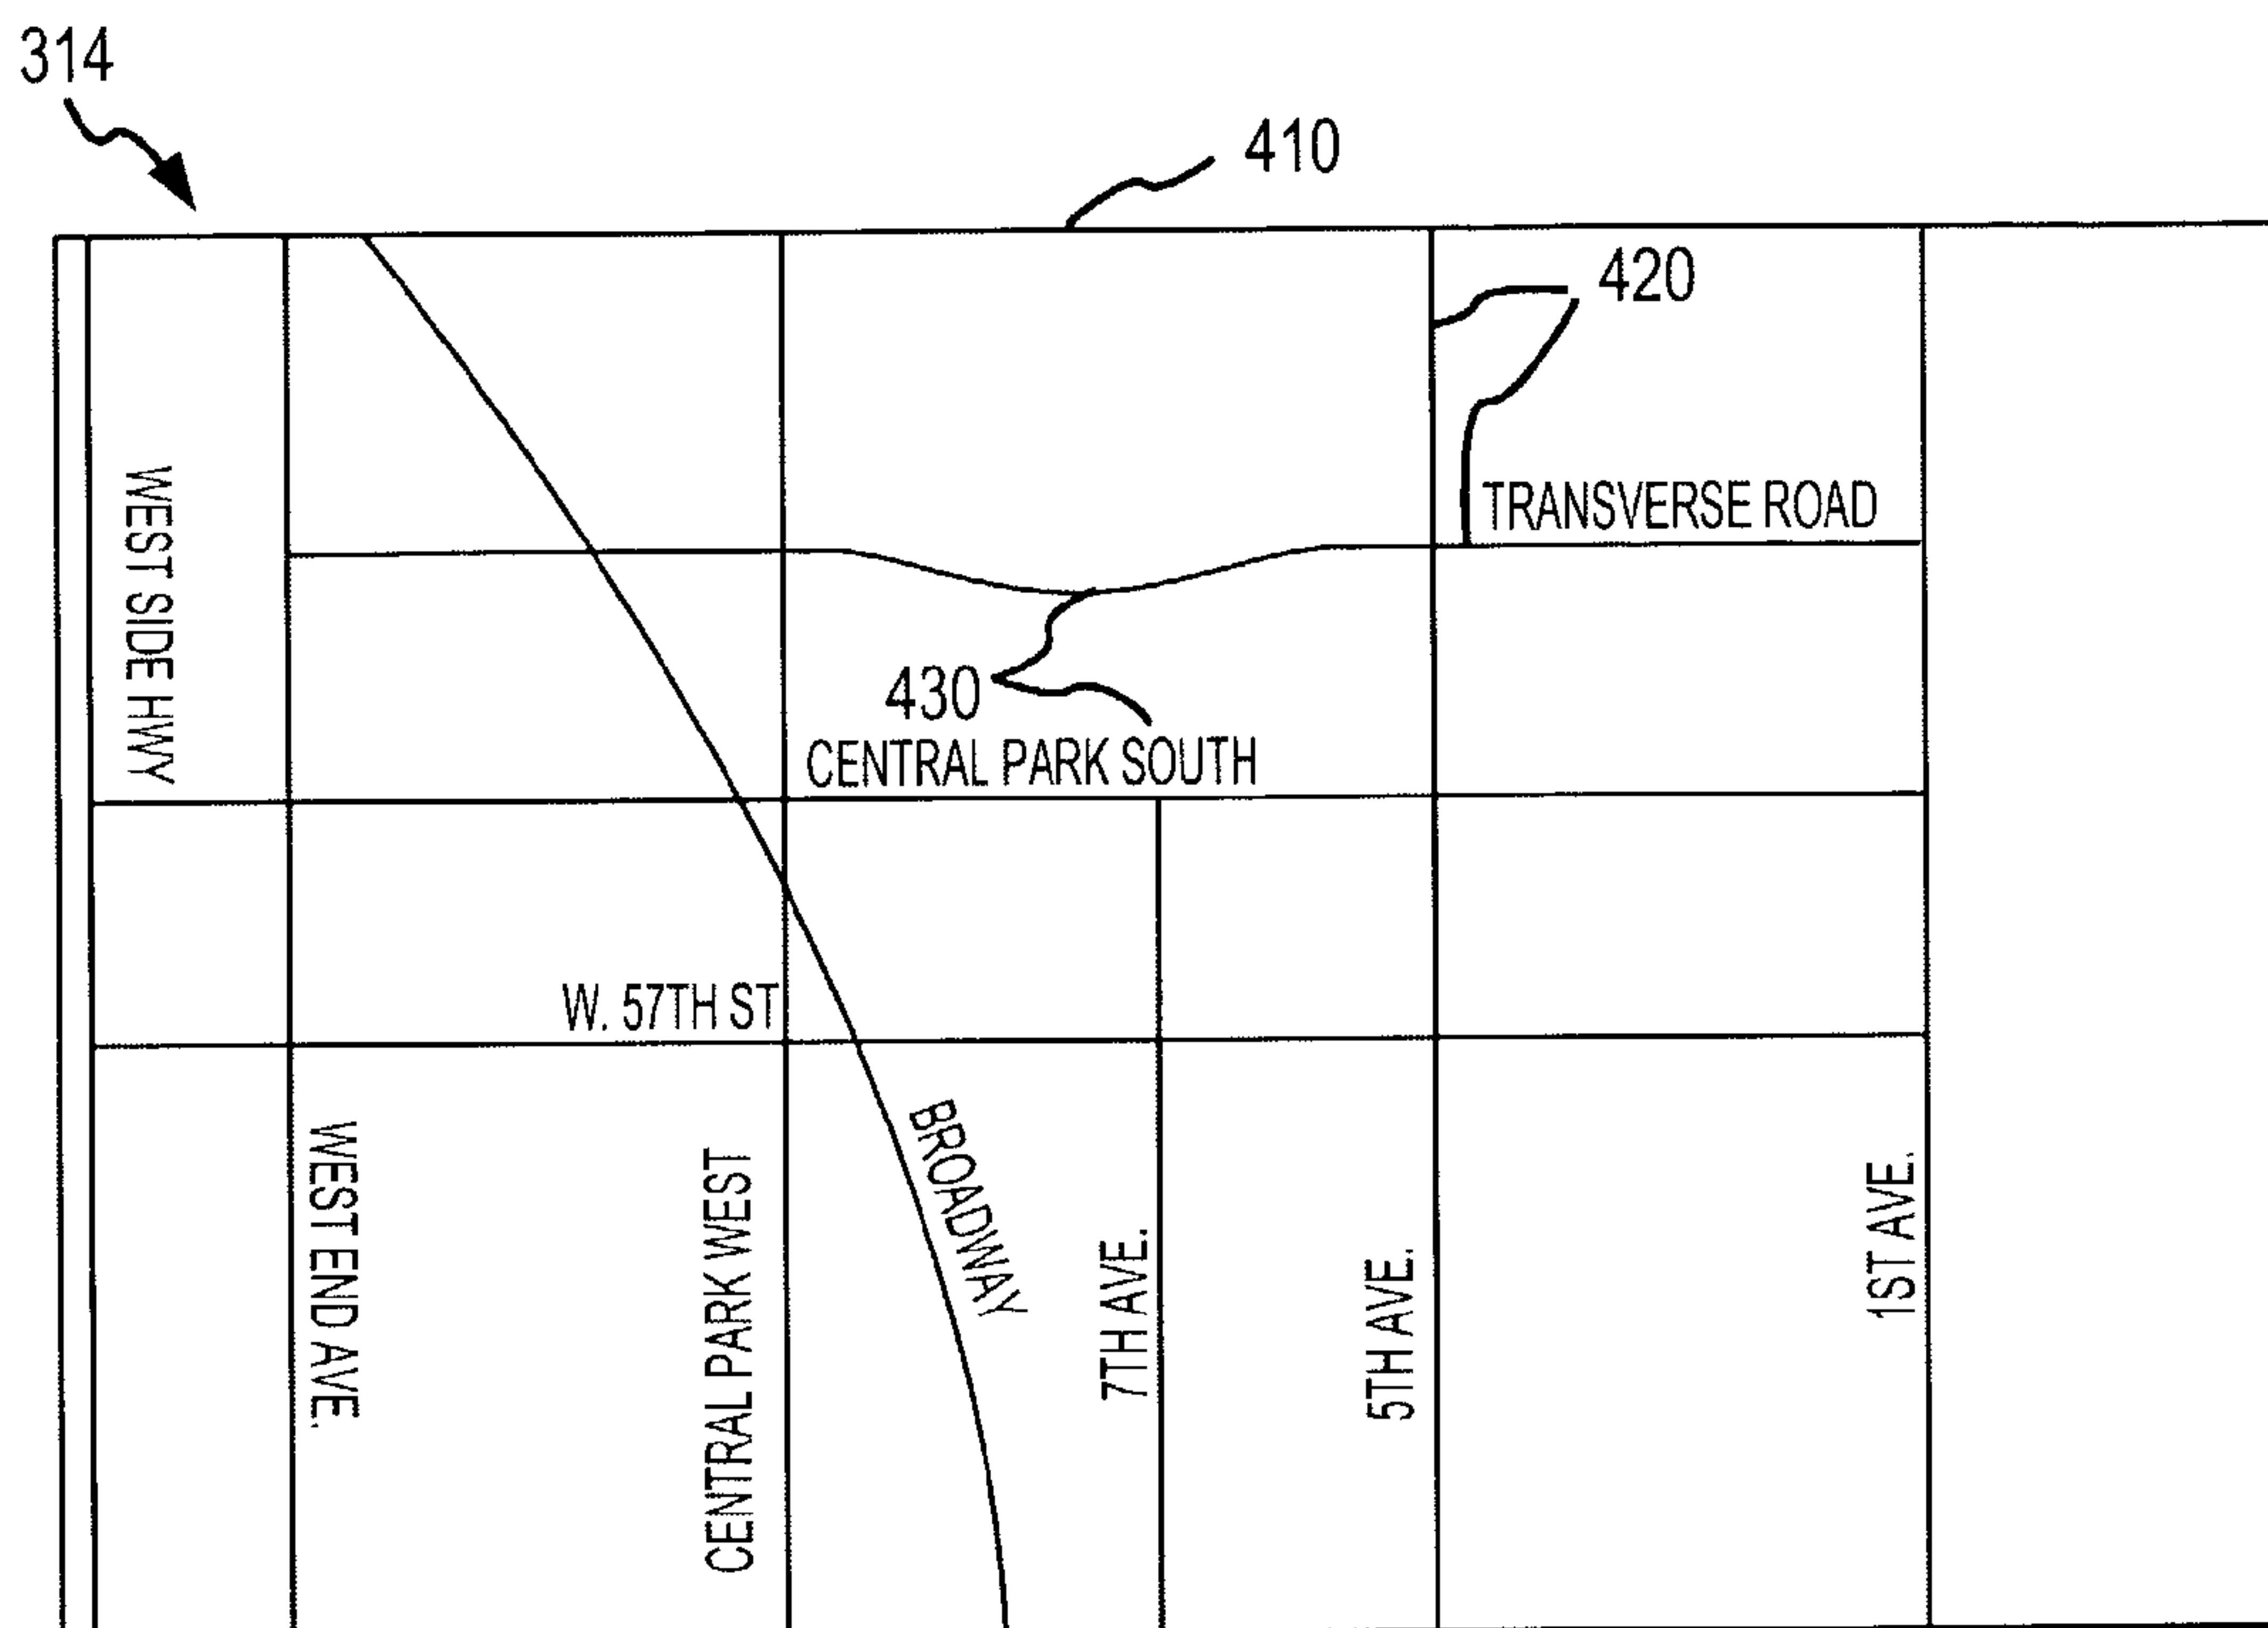 314
410
420
TRANSVERSE ROAD
WEST SIDE HWY
430
CENTRAL PARK SOUTH
W. 57TH ST
BROADWAY
WEST END AVE.
CENTRAL PARK WEST
7TH AVE.
5TH AVE.
1ST AVE.